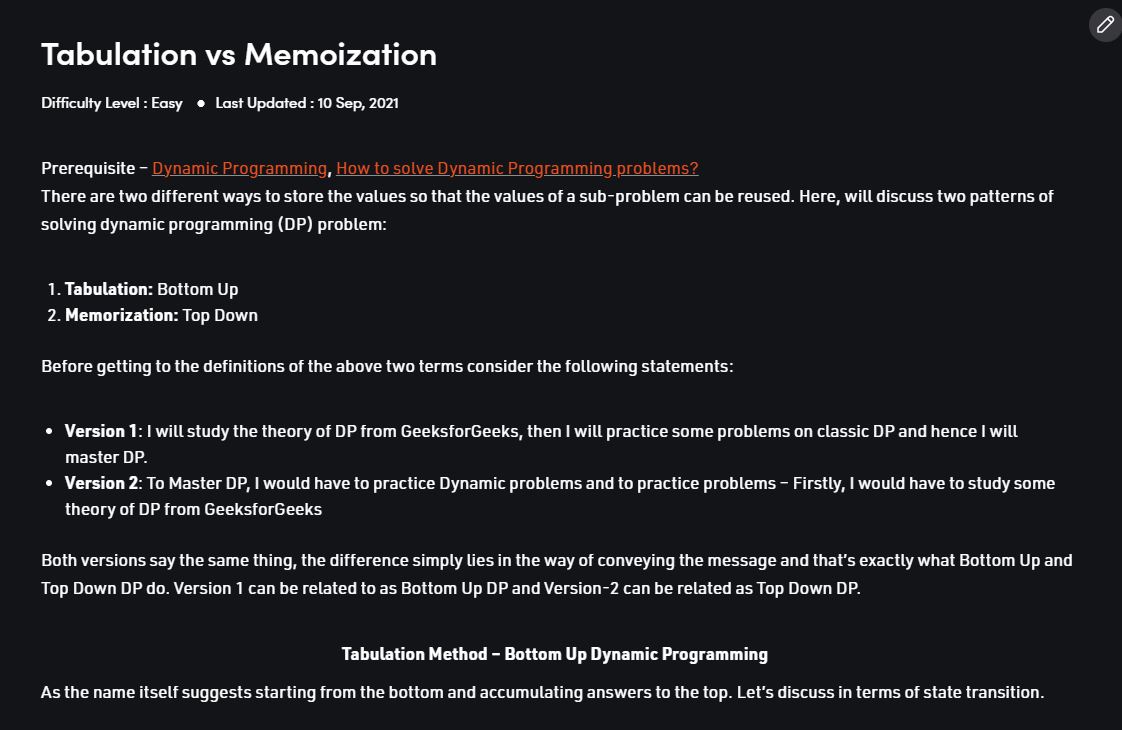 Tabulation vs Memoization
Difficulty Level : Easy ● Last Updated : 10 Sep, 2021
Prerequisite – Dynamic Programming, How to solve Dynamic Programming problems?
There are two different ways to store the values so that the values of a sub-problem can be reused. Here, will discuss two patterns of
solving dynamic programming (DP) problem:
1. Tabulation: Bottom Up
2. Memorization: Top Down
Before getting to the definitions of the above two terms consider the following statements:
• Version 1: I will study the theory of DP from GeeksforGeeks, then I will practice some problems on classic DP and hence I will
master DP.
• Version 2: To Master DP, I would have to practice Dynamic problems and to practice problems – Firstly, I would have to study some
theory of DP from GeeksforGeeks
Both versions say the same thing, the difference simply lies in the way of conveying the message and that’s exactly what Bottom Up and
Top Down DP do. Version 1 can be related to as Bottom Up DP and Version-2 can be related as Top Down DP.
Tabulation Method – Bottom Up Dynamic Programming
As the name itself suggests starting from the bottom and accumulating answers to the top. Let’s discuss in terms of state transition.